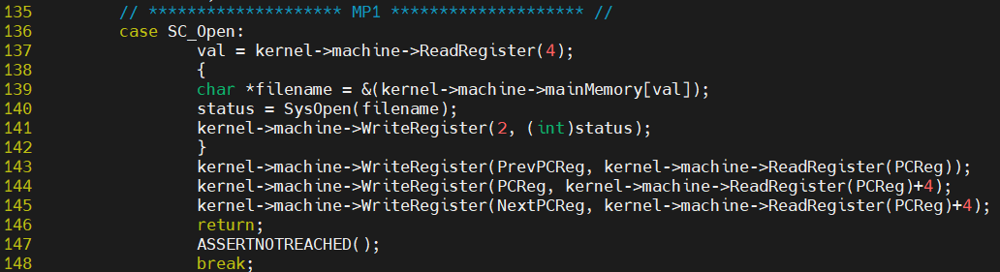 135         // ******************** MP1 ******************** //
136         case SC_Open:
137                 val = kernel->machine->ReadRegister(4);
138                 {
139                 char *filename = &(kernel->machine->mainMemory[val]);
140                 status = SysOpen(filename);
141                 kernel->machine->WriteRegister(2, (int)status);
142                 }
143                 kernel->machine->WriteRegister(PrevPCReg, kernel->machine->ReadRegister(PCReg));
144                 kernel->machine->WriteRegister(PCReg, kernel->machine->ReadRegister(PCReg)+4);
145                 kernel->machine->WriteRegister(NextPCReg, kernel->machine->ReadRegister(PCReg)+4);
146                 return;
147                 ASSERTNOTREACHED();
148                 break;